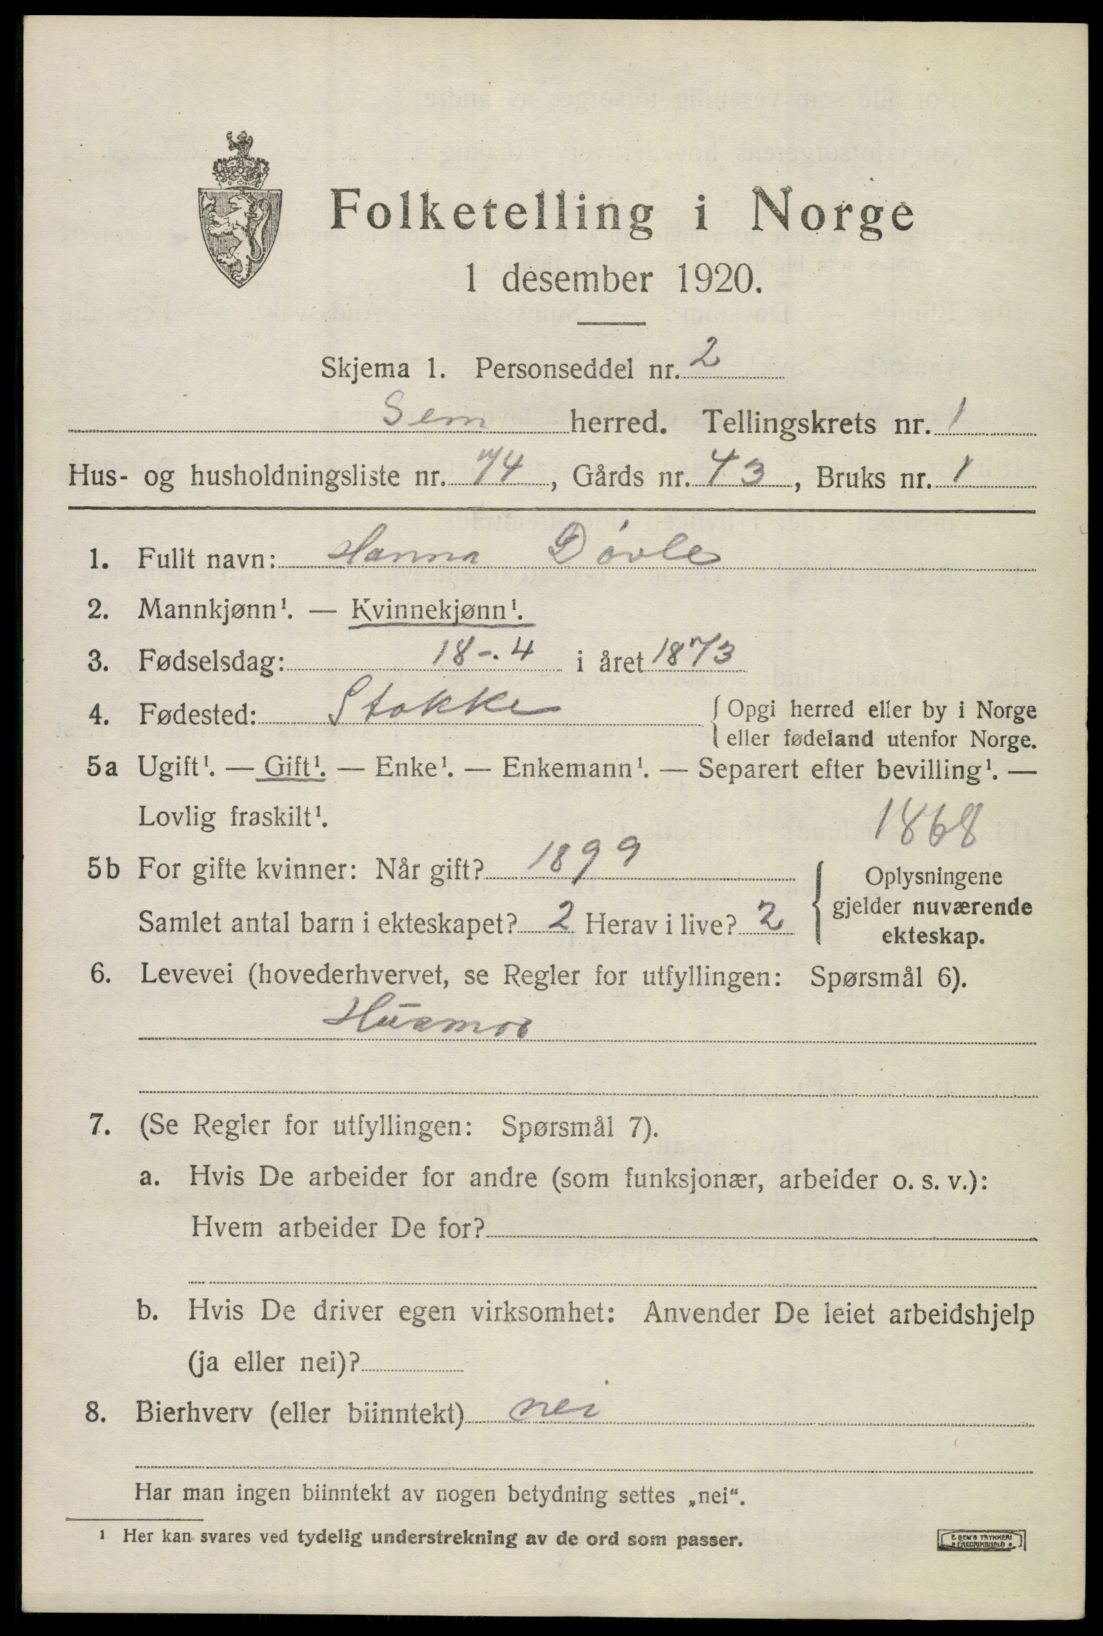 Folketelling i Norge
1 desember 1920.
Skjema 1. Personseddel nr. 2
Sem herred. Tellingskrets nr. 1
Hus- og husholdningsliste nr. 74, Gårds nr. 43, Bruks nr. 1
1. Fullt navn: Hanna Døvle
2. Mannkjønn¹. — Kvinnekjønn¹.
3. Fødselsdag: 18-.4 i året 1873
4. Fødested: Stokke { Opgi herred eller by i Norge
eller fødeland utenfor Norge.
5a Ugift¹. — Gift¹. — Enke¹. — Enkemann¹. — Separert efter bevilling¹. —
Lovlig fraskilt¹.
1868
5b For gifte kvinner: Når gift? 1899
Samlet antal barn i ekteskapet? 2 Herav i live? 2
{ Oplysningene
gjelder nuværende
ekteskap.
6. Levevei (hovederhvervet, se Regler for utfyllingen: Spørsmål 6).
Husmor
7. (Se Regler for utfyllingen: Spørsmål 7).
a. Hvis De arbeider for andre (som funksjonær, arbeider o. s. v.):
Hvem arbeider De for?
b. Hvis De driver egen virksomhet: Anvender De leiet arbeidshjelp
(ja eller nei)?
8. Bierhverv (eller biinntekt) nei
Har man ingen biinntekt av nogen betydning settes „nei“.
¹ Her kan svares ved tydelig understrekning av de ord som passer.
E. SEM'S TRYKKERI
FREDRIKSHALD